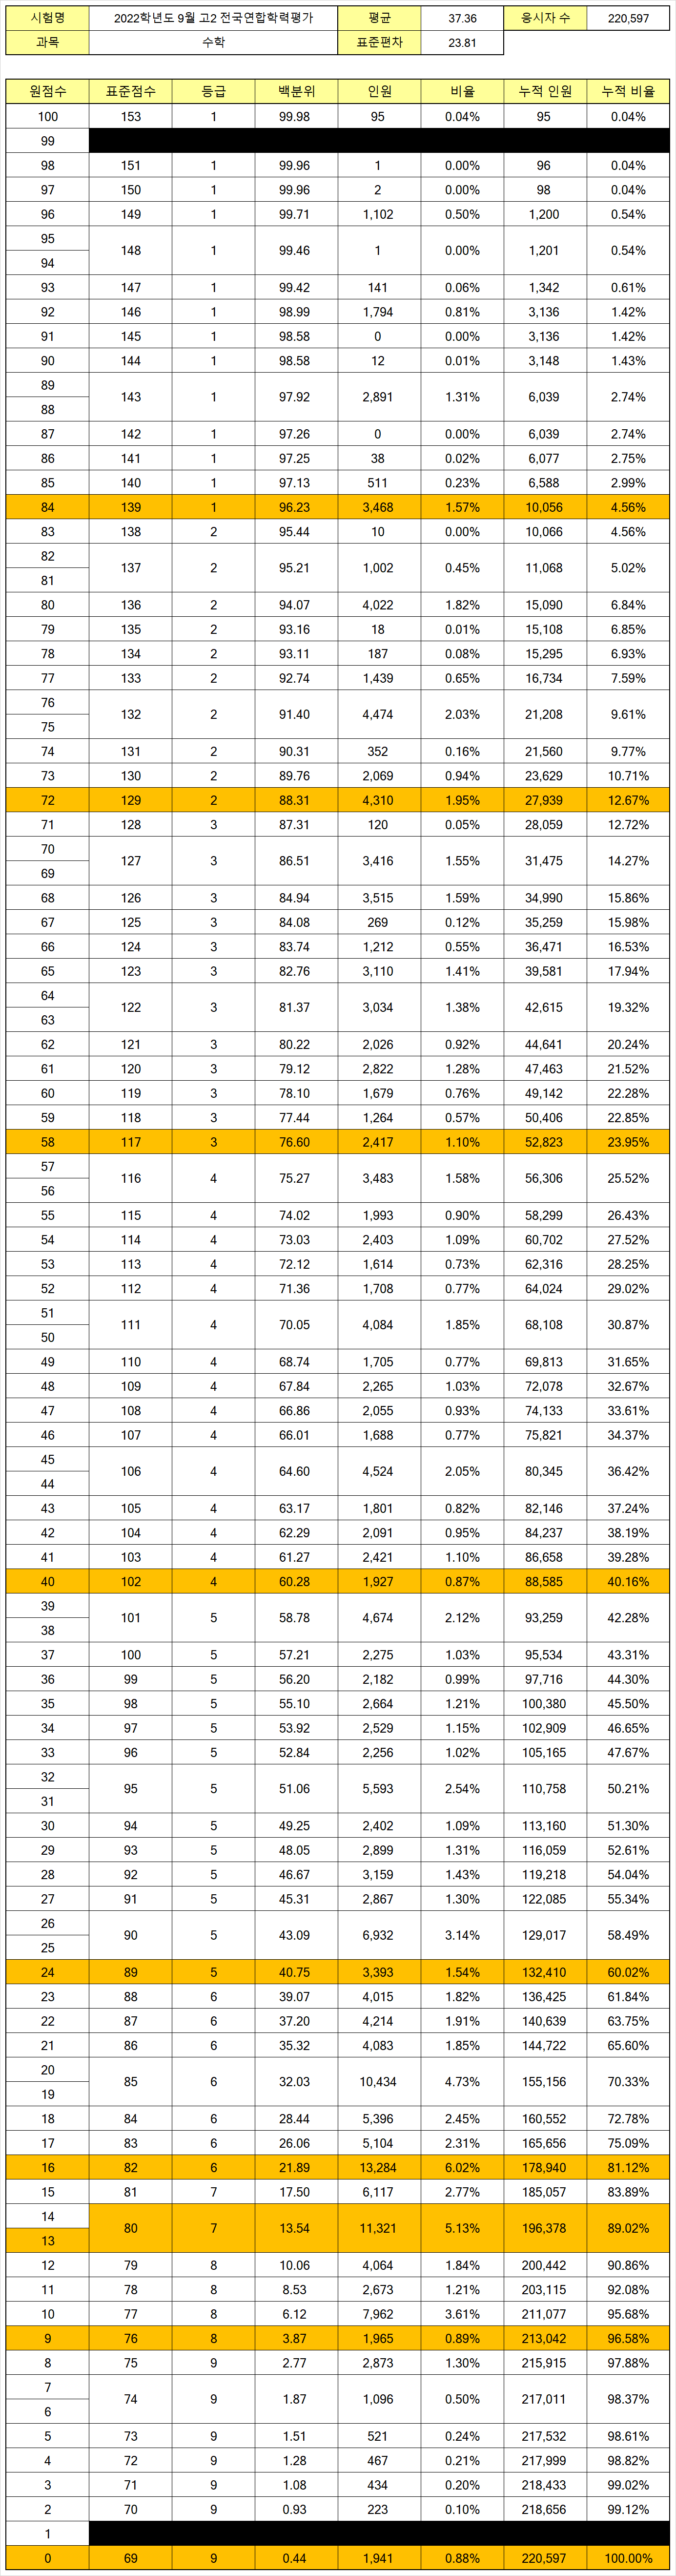 시험명 2022학년도 9월 고2 전국연합학력평가 평균 37.36 응시자 수 220,597
과목 수학 표준편차 23.81
원점수 표준점수 등급 백분위 인원 비율 누적 인원 누적 비율
100 153 1 99.98 95 0.04% 95 0.04%
99
98 151 1 99.96 1 0.00% 96 0.04%
97 150 1 99.96 2 0.00% 98 0.04%
96 149 1 99.71 1,102 0.50% 1,200 0.54%
95
148 1 99.46 1 0.00% 1,201 0.54%
94
93 147 1 99.42 141 0.06% 1,342 0.61%
92 146 1 98.99 1,794 0.81% 3,136 1.42%
91 145 1 98.58 0 0.00% 3,136 1.42%
90 144 1 98.58 12 0.01% 3,148 1.43%
89
143 1 97.92 2,891 1.31% 6,039 2.74%
88
87 142 1 97.26 0 0.00% 6,039 2.74%
86 141 1 97.25 38 0.02% 6,077 2.75%
85 140 1 97.13 511 0.23% 6,588 2.99%
84 139 1 96.23 3,468 1.57% 10,056 4.56%
83 138 2 95.44 10 0.00% 10,066 4.56%
82
137 2 95.21 1,002 0.45% 11,068 5.02%
81
80 136 2 94.07 4,022 1.82% 15,090 6.84%
79 135 2 93.16 18 0.01% 15,108 6.85%
78 134 2 93.11 187 0.08% 15,295 6.93%
77 133 2 92.74 1,439 0.65% 16,734 7.59%
76
132 2 91.40 4,474 2.03% 21,208 9.61%
75
74 131 2 90.31 352 0.16% 21,560 9.77%
73 130 2 89.76 2,069 0.94% 23,629 10.71%
72 129 2 88.31 4,310 1.95% 27,939 12.67%
71 128 3 87.31 120 0.05% 28,059 12.72%
70
127 3 86.51 3,416 1.55% 31,475 14.27%
69
68 126 3 84.94 3,515 1.59% 34,990 15.86%
67 125 3 84.08 269 0.12% 35,259 15.98%
66 124 3 83.74 1,212 0.55% 36,471 16.53%
65 123 3 82.76 3,110 1.41% 39,581 17.94%
64
122 3 81.37 3,034 1.38% 42,615 19.32%
63
62 121 3 80.22 2,026 0.92% 44,641 20.24%
61 120 3 79.12 2,822 1.28% 47,463 21.52%
60 119 3 78.10 1,679 0.76% 49,142 22.28%
59 118 3 77.44 1,264 0.57% 50,406 22.85%
58 117 3 76.60 2,417 1.10% 52,823 23.95%
57
116 4 75.27 3,483 1.58% 56,306 25.52%
56
55 115 4 74.02 1,993 0.90% 58,299 26.43%
54 114 4 73.03 2,403 1.09% 60,702 27.52%
53 113 4 72.12 1,614 0.73% 62,316 28.25%
52 112 4 71.36 1,708 0.77% 64,024 29.02%
51
111 4 70.05 4,084 1.85% 68,108 30.87%
50
49 110 4 68.74 1,705 0.77% 69,813 31.65%
48 109 4 67.84 2,265 1.03% 72,078 32.67%
47 108 4 66.86 2,055 0.93% 74,133 33.61%
46 107 4 66.01 1,688 0.77% 75,821 34.37%
45
106 4 64.60 4,524 2.05% 80,345 36.42%
44
43 105 4 63.17 1,801 0.82% 82,146 37.24%
42 104 4 62.29 2,091 0.95% 84,237 38.19%
41 103 4 61.27 2,421 1.10% 86,658 39.28%
40 102 4 60.28 1,927 0.87% 88,585 40.16%
39
101 5 58.78 4,674 2.12% 93,259 42.28%
38
37 100 5 57.21 2,275 1.03% 95,534 43.31%
36 99 5 56.20 2,182 0.99% 97,716 44.30%
35 98 5 55.10 2,664 1.21% 100,380 45.50%
34 97 5 53.92 2,529 1.15% 102,909 46.65%
33 96 5 52.84 2,256 1.02% 105,165 47.67%
32
95 5 51.06 5,593 2.54% 110,758 50.21%
31
30 94 5 49.25 2,402 1.09% 113,160 51.30%
29 93 5 48.05 2,899 1.31% 116,059 52.61%
28 92 5 46.67 3,159 1.43% 119,218 54.04%
27 91 5 45.31 2,867 1.30% 122,085 55.34%
26
90 5 43.09 6,932 3.14% 129,017 58.49%
25
24 89 5 40.75 3,393 1.54% 132,410 60.02%
23 88 6 39.07 4,015 1.82% 136,425 61.84%
22 87 6 37.20 4,214 1.91% 140,639 63.75%
21 86 6 35.32 4,083 1.85% 144,722 65.60%
20
85 6 32.03 10,434 4.73% 155,156 70.33%
19
18 84 6 28.44 5,396 2.45% 160,552 72.78%
17 83 6 26.06 5,104 2.31% 165,656 75.09%
16 82 6 21.89 13,284 6.02% 178,940 81.12%
15 81 7 17.50 6,117 2.77% 185,057 83.89%
14
80 7 13.54 11,321 5.13% 196,378 89.02%
13
12 79 8 10.06 4,064 1.84% 200,442 90.86%
11 78 8 8.53 2,673 1.21% 203,115 92.08%
10 77 8 6.12 7,962 3.61% 211,077 95.68%
9 76 8 3.87 1,965 0.89% 213,042 96.58%
8 75 9 2.77 2,873 1.30% 215,915 97.88%
7
74 9 1.87 1,096 0.50% 217,011 98.37%
6
5 73 9 1.51 521 0.24% 217,532 98.61%
4 72 9 1.28 467 0.21% 217,999 98.82%
3 71 9 1.08 434 0.20% 218,433 99.02%
2 70 9 0.93 223 0.10% 218,656 99.12%
1
0 69 9 0.44 1,941 0.88% 220,597 100.00%